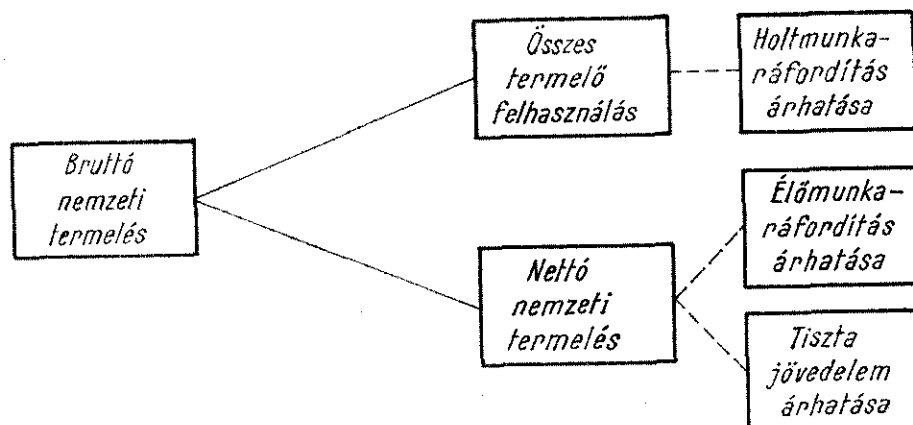 Bruttó
nemzeti
termelés
Összes
termelő
felhasználás
Nettó
nemzeti
termelés
Holtmunka-
ráfordítás
árhatása
Élőmunka-
ráfordítás
árhatása
Tiszta
jövedelem
árhatása